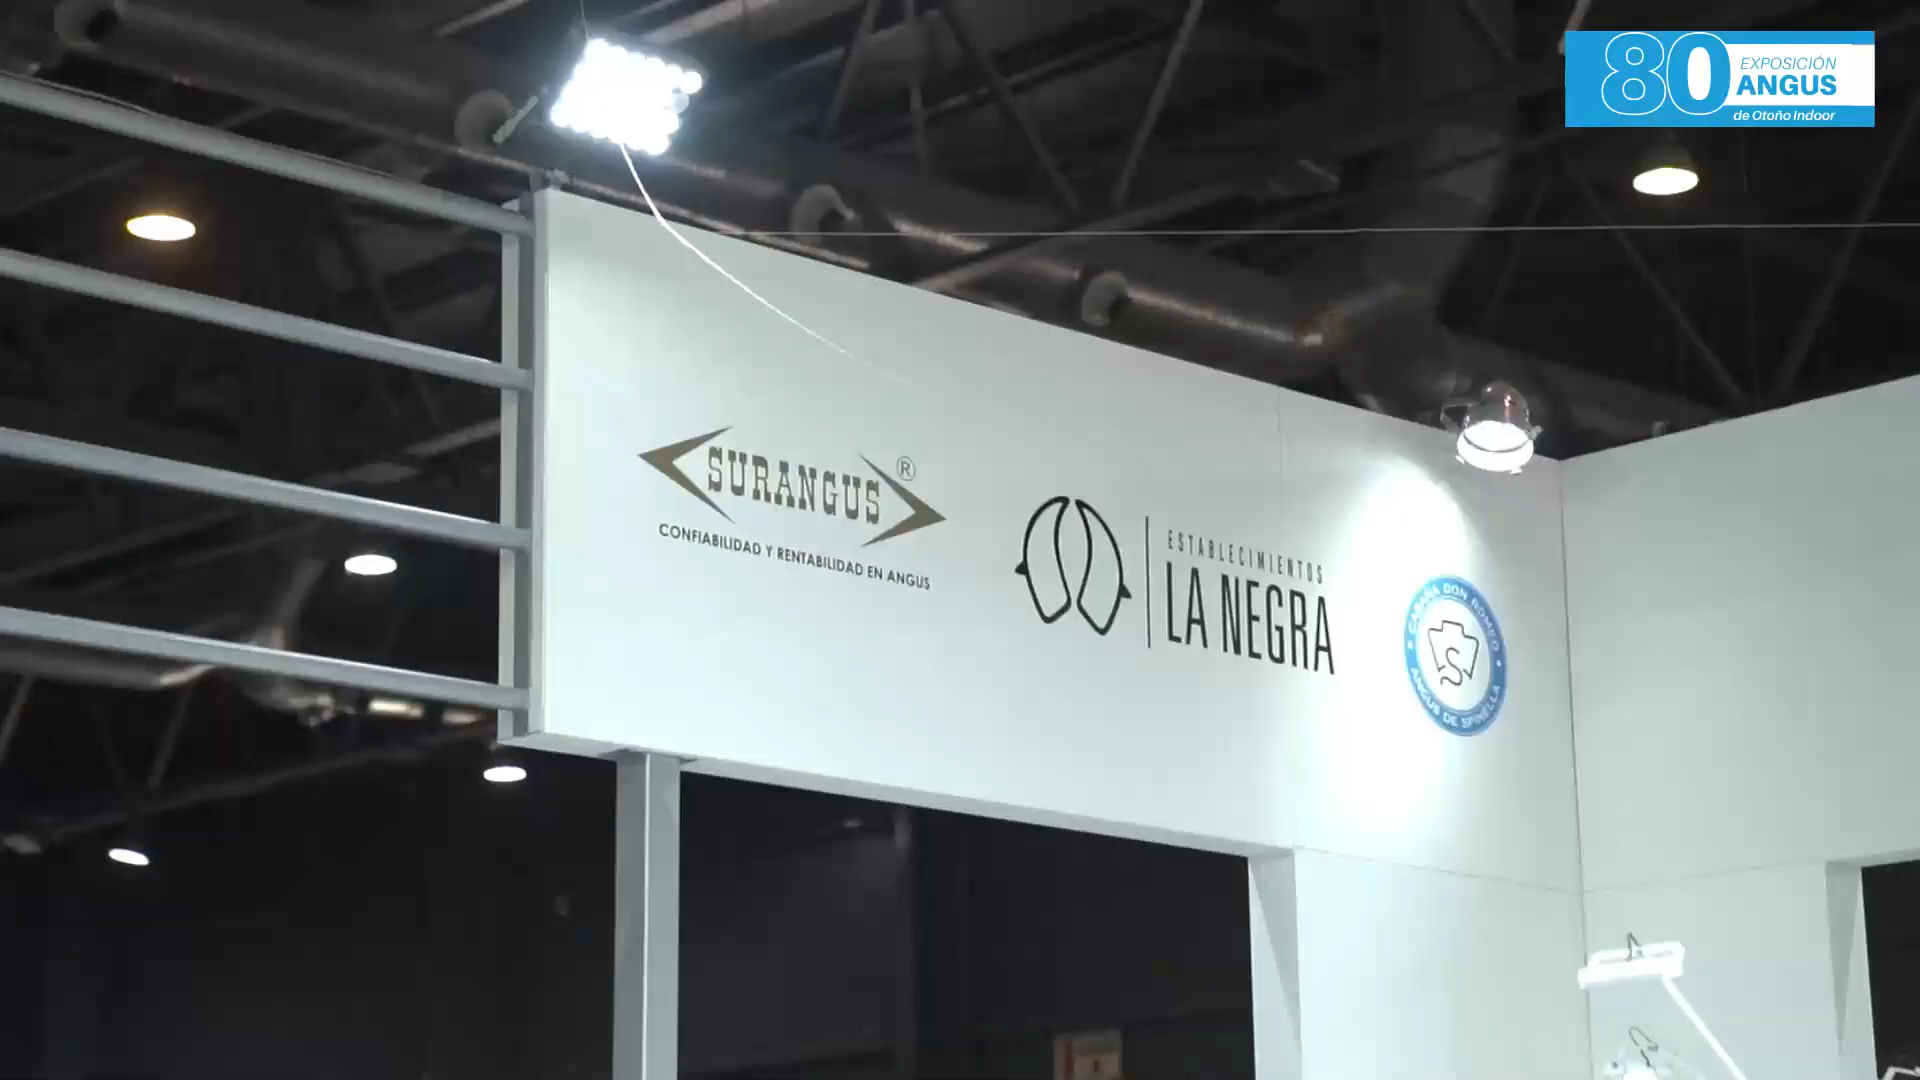 80
EXPOSICIÓN
ANGUS
de Otoño Indoor
SURANGUS®
CONFIABILIDAD Y RENTABILIDAD EN ANGUS
ESTABLECIMIENTOS
LA NEGRA
CABAÑA DON ROMEO
S
ANGUS DE SPINELLA